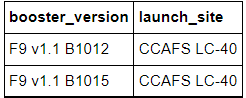 booster_version launch_site
F9 v1.1 B1012 CCAFS LC-40
F9 v1.1 B1015 CCAFS LC-40